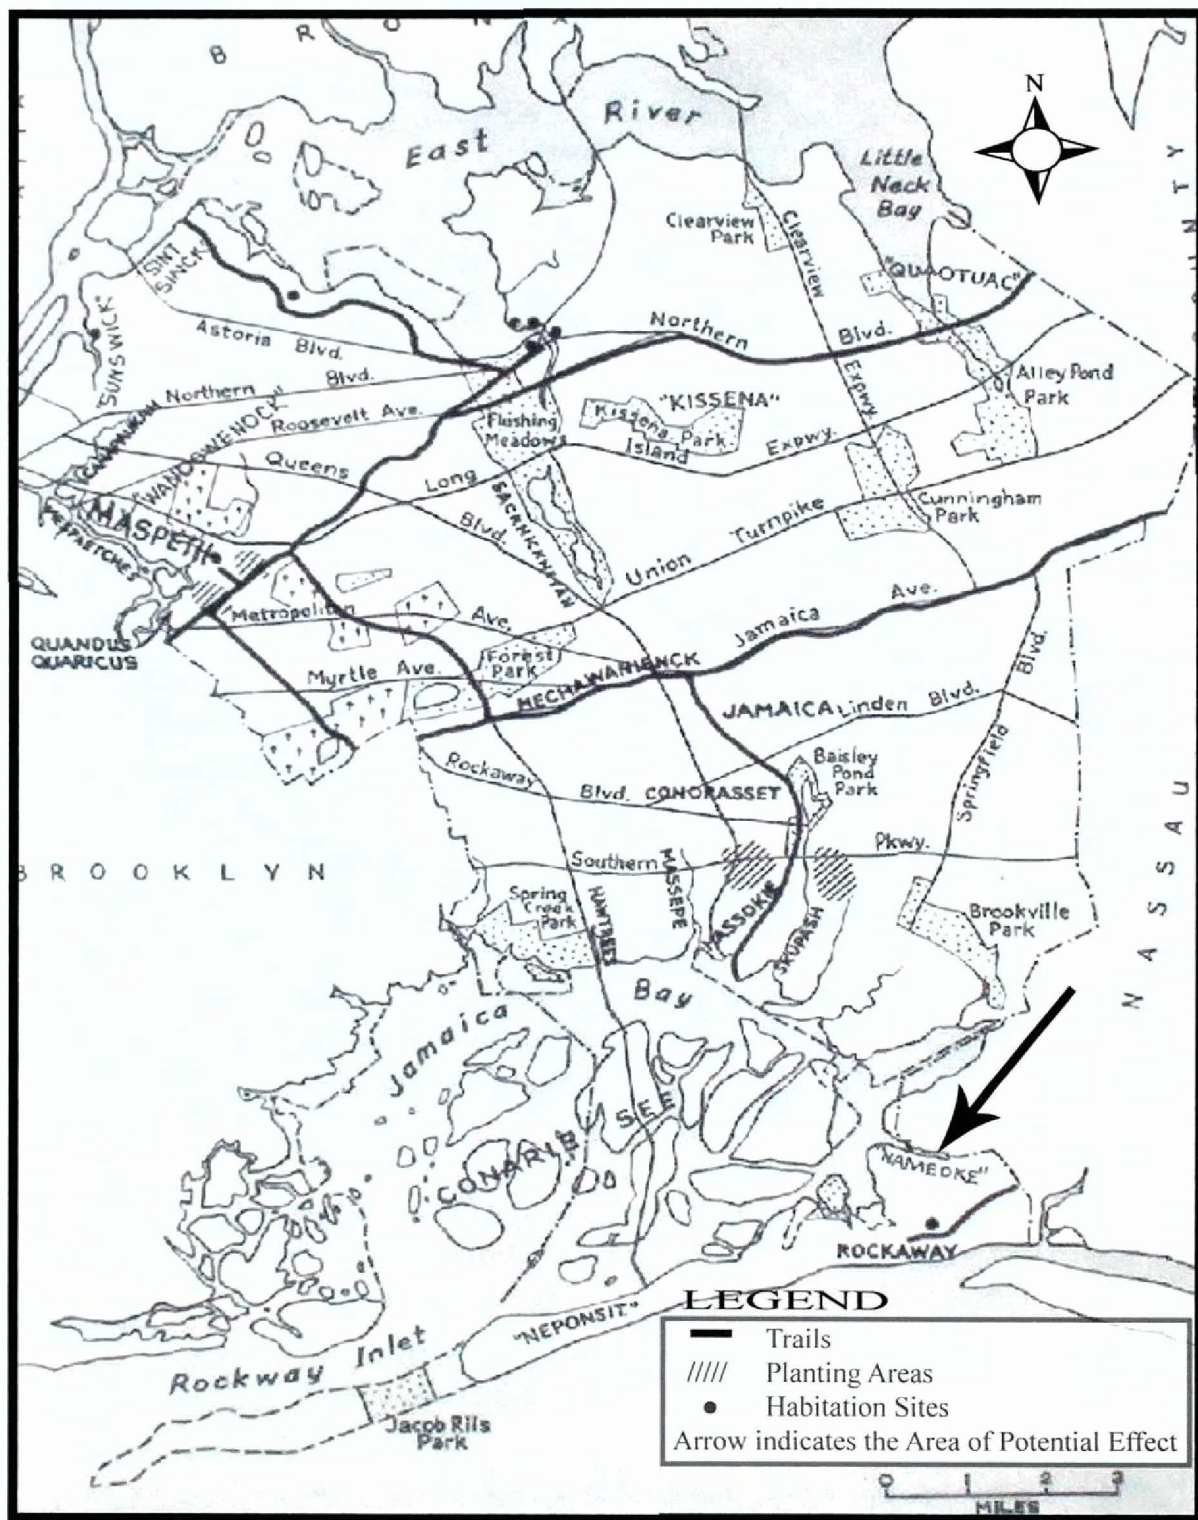 B R O N X
East
River
N
Little
Neck
Bay
Clearview
Park
Clearview
Expwy.
"QUAOTUAC"
SINT
SINCK
"SUNSWICK"
Astoria Blvd.
Northern
Blvd.
Northern
Blvd.
Roosevelt Ave.
"WANDOWENOCK"
Alley Pond
Park
"KISSENA"
Kissena Park
Flushing
Meadows
Queens
Blvd.
Long
Island
Expwy.
Cunningham
Park
Union
Turnpike
MASPETH
QUANDUS
QUARICUS
Metropolitan
Ave.
Jamaica
Ave.
Forest
Park
Myrtle Ave.
MECHAWANIENCK
JAMAICA
Linden
Blvd.
Springfield
Blvd.
Rockaway
Blvd.
CONORASSET
Baisley
Pond
Park
B R O O K L Y N
Southern
Pkwy.
MASSEPE
HAWTREES
SKUPASH
Spring
Creek
Park
Brookville
Park
N A S S A U
Jamaica
Bay
CONARIE
SEE
"NAMEOKE"
ROCKAWAY
"NEPONSIT"
Rockway Inlet
Jacob Riis
Park
LEGEND
Trails
Planting Areas
Habitation Sites
Arrow indicates the Area of Potential Effect
0 1 2 3
MILES